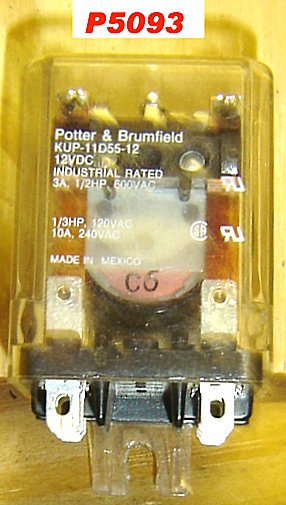 P5093
Potter & Brumfield
KUP-11D55-12
12VDC
INDUSTRIAL RATED
3A, 1/2HP, 600VAC
1/3HP, 120VAC
10A, 240VAC
MADE IN MEXICO
C5